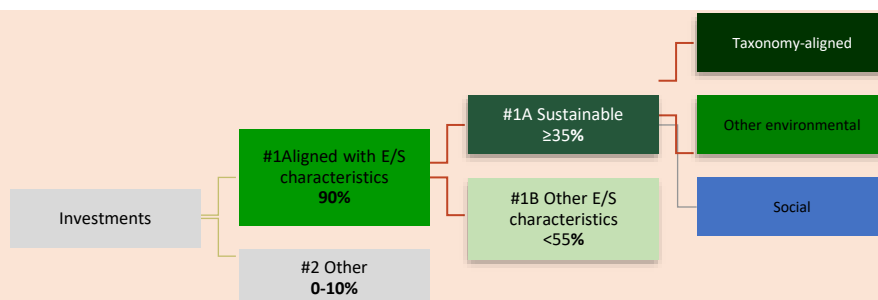 Taxonomy-aligned
#1A Sustainable
≥35%
Other environmental
#1Aligned with E/S
characteristics
90%
#1B Other E/S
characteristics
<55%
Social
Investments
#2 Other
0-10%